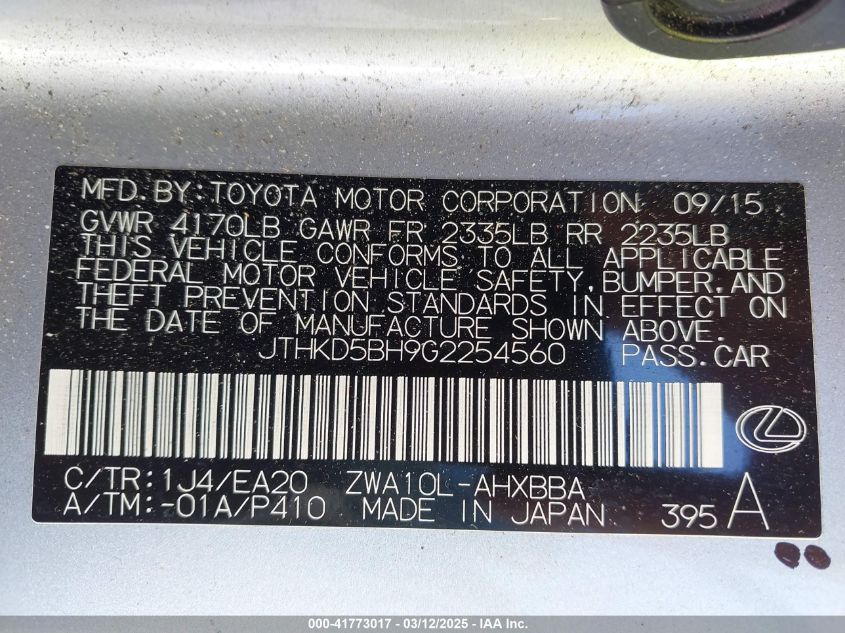 MFD. BY: TOYOTA MOTOR CORPORATION 09/15
GVWR 4170LB GAWR FR 2335LB RR 2235LB
THIS VEHICLE CONFORMS TO ALL APPLICABLE
FEDERAL MOTOR VEHICLE SAFETY, BUMPER, AND
THEFT PREVENTION STANDARDS IN EFFECT ON
THE DATE OF MANUFACTURE SHOWN ABOVE.
JTHKD5BH9G2254560 PASS. CAR
C/TR: 1J4/EA20 ZWA10L-AHXBBA
A/TM: -01A/P410 MADE IN JAPAN 395 A
000-41773017 - 03/12/2025 - IAA Inc.